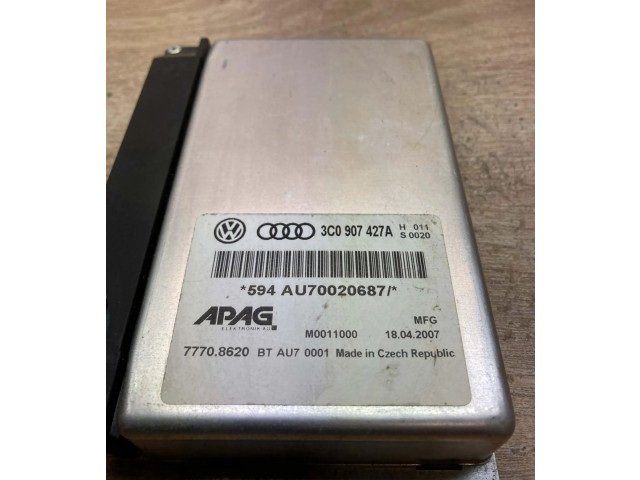 3C0 907 427A H 011
S 0020
*594 AU70020687/*
APAG
ELEKTRONIK AG
MFG
M0011000 18.04.2007
7770.8620 BT AU7 0001 Made in Czech Republic